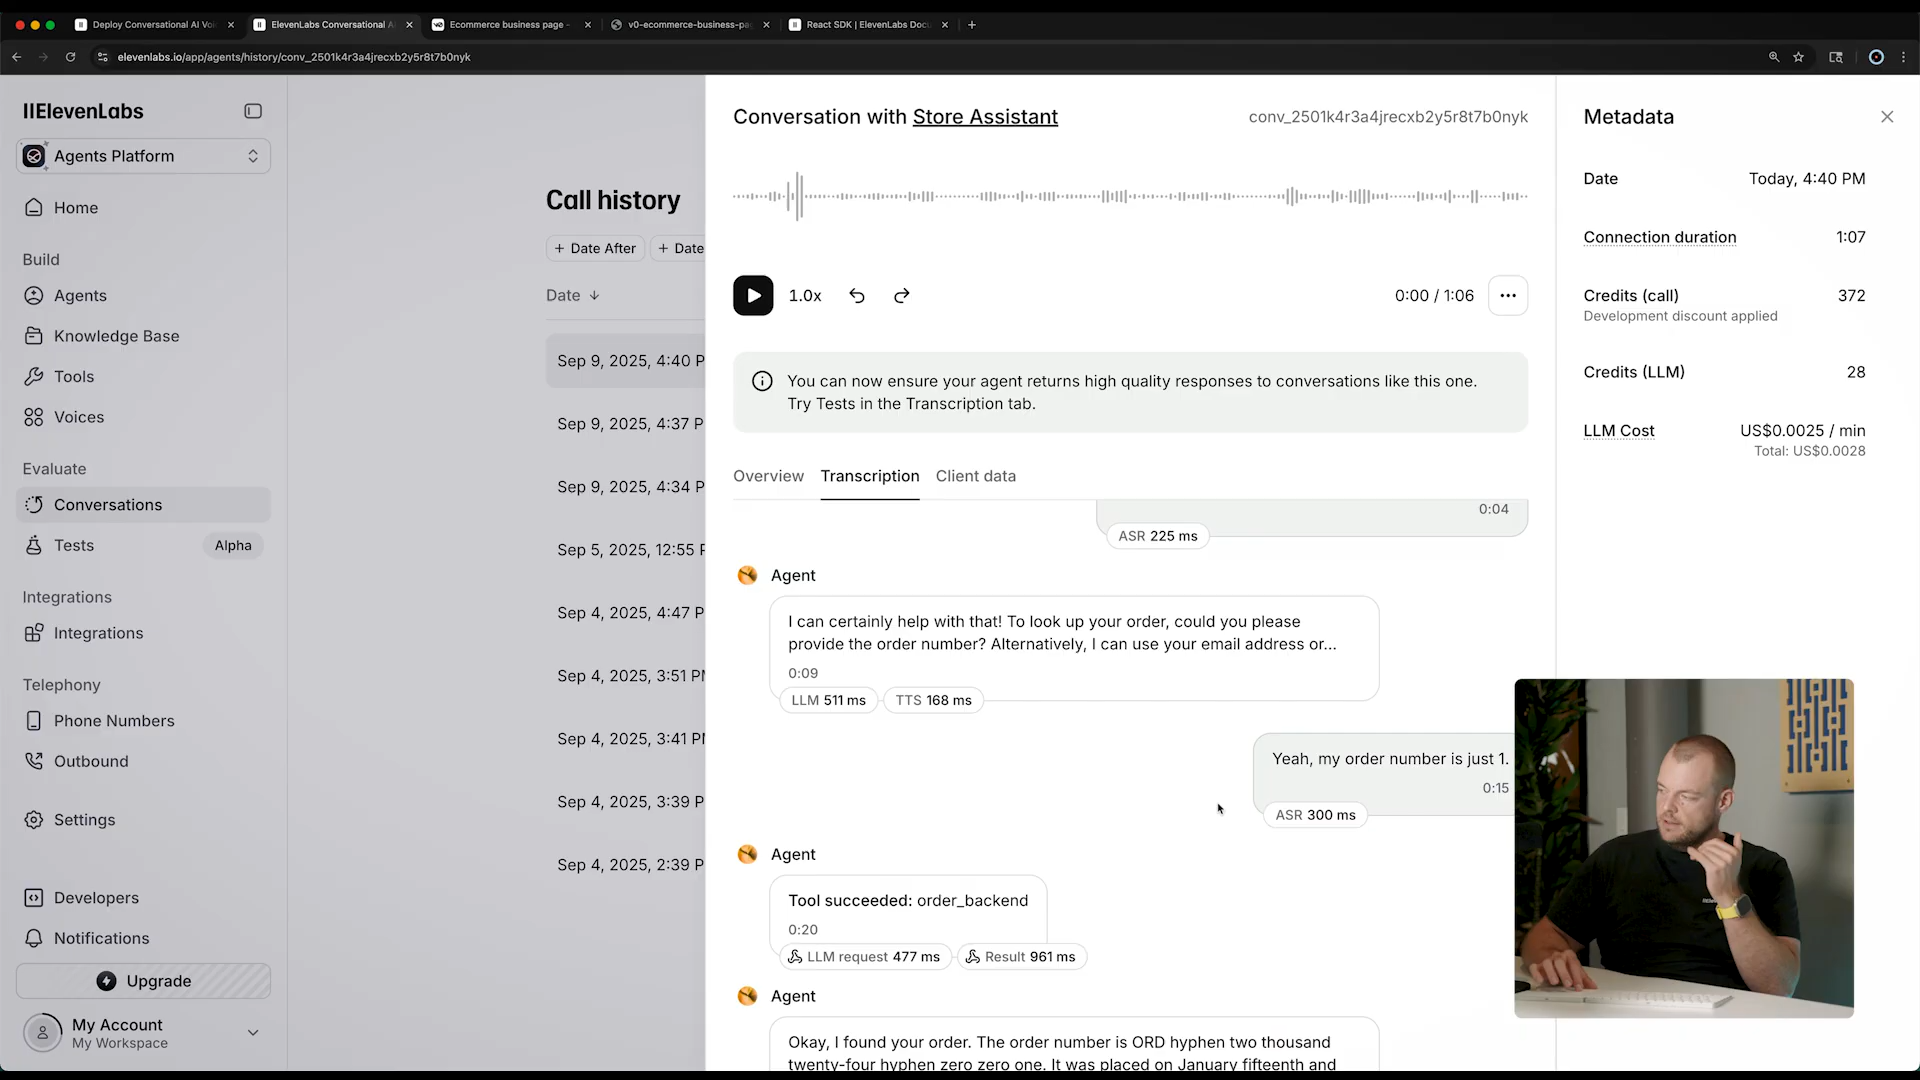 Deploy Conversational AI Voi
ElevenLabs Conversational A
Ecommerce business page -
v0-ecommerce-business-pa
React SDK | ElevenLabs Docu
elevenlabs.io/app/agents/history/conv_2501k4r3a4jrecxb2y5r8t7b0nyk
IIElevenLabs
Agents Platform
Home
Build
Agents
Knowledge Base
Tools
Voices
Evaluate
Conversations
Tests
Alpha
Integrations
Integrations
Telephony
Phone Numbers
Outbound
Settings
Developers
Notifications
Upgrade
My Account
My Workspace
Call history
+ Date After
+ Date
Date ↓
Sep 9, 2025, 4:40 P
Sep 9, 2025, 4:37 P
Sep 9, 2025, 4:34 P
Sep 5, 2025, 12:55 P
Sep 4, 2025, 4:47 P
Sep 4, 2025, 3:51 PM
Sep 4, 2025, 3:41 PM
Sep 4, 2025, 3:39 P
Sep 4, 2025, 2:39 P
Conversation with Store Assistant
conv_2501k4r3a4jrecxb2y5r8t7b0nyk
1.0x
0:00 / 1:06
You can now ensure your agent returns high quality responses to conversations like this one.
Try Tests in the Transcription tab.
Overview
Transcription
Client data
0:04
ASR 225 ms
Agent
I can certainly help with that! To look up your order, could you please
provide the order number? Alternatively, I can use your email address or...
0:09
LLM 511 ms
TTS 168 ms
Yeah, my order number is just 1.
0:15
ASR 300 ms
Agent
Tool succeeded: order_backend
0:20
LLM request 477 ms
Result 961 ms
Agent
Okay, I found your order. The order number is ORD hyphen two thousand
twenty-four hyphen zero zero one. It was placed on January fifteenth and
Metadata
Date
Today, 4:40 PM
Connection duration
1:07
Credits (call)
372
Development discount applied
Credits (LLM)
28
LLM Cost
US$0.0025 / min
Total: US$0.0028